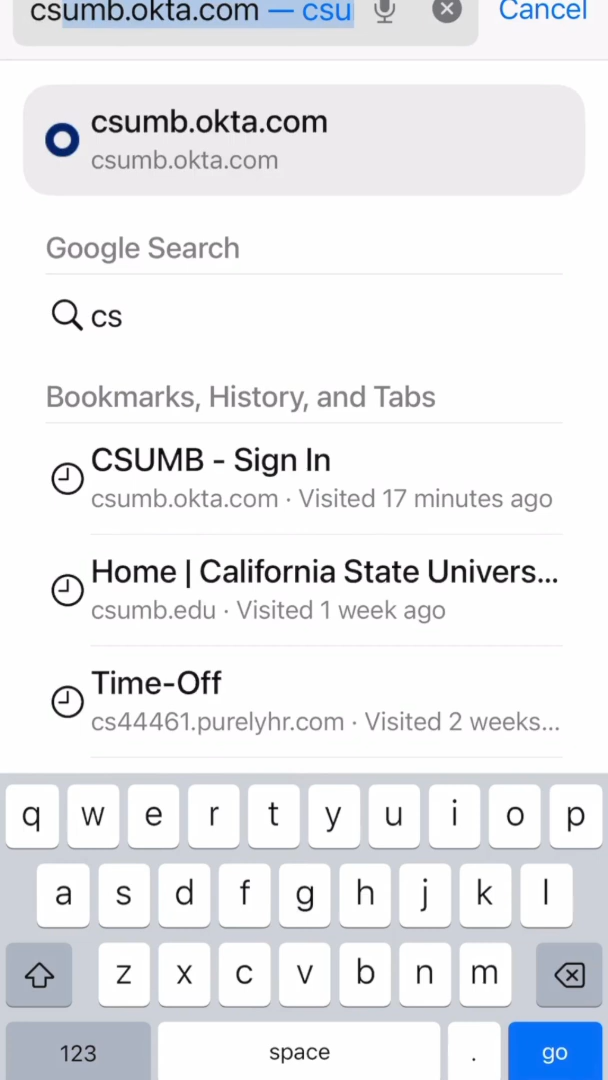 csumb.okta.com — csu
Cancel
csumb.okta.com
csumb.okta.com
Google Search
cs
Bookmarks, History, and Tabs
CSUMB - Sign In
csumb.okta.com · Visited 17 minutes ago
Home | California State Univers...
csumb.edu · Visited 1 week ago
Time-Off
cs44461.purelyhr.com · Visited 2 weeks...
q w e r t y u i o p
a s d f g h j k l
z x c v b n m
123 space . go